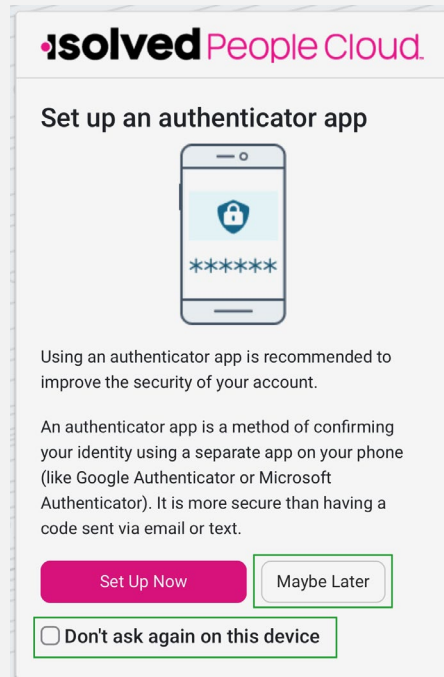 isolved People Cloud
Set up an authenticator app
******
Using an authenticator app is recommended to
improve the security of your account.
An authenticator app is a method of confirming
your identity using a separate app on your phone
(like Google Authenticator or Microsoft
Authenticator). It is more secure than having a
code sent via email or text.
Set Up Now
Maybe Later
Don't ask again on this device